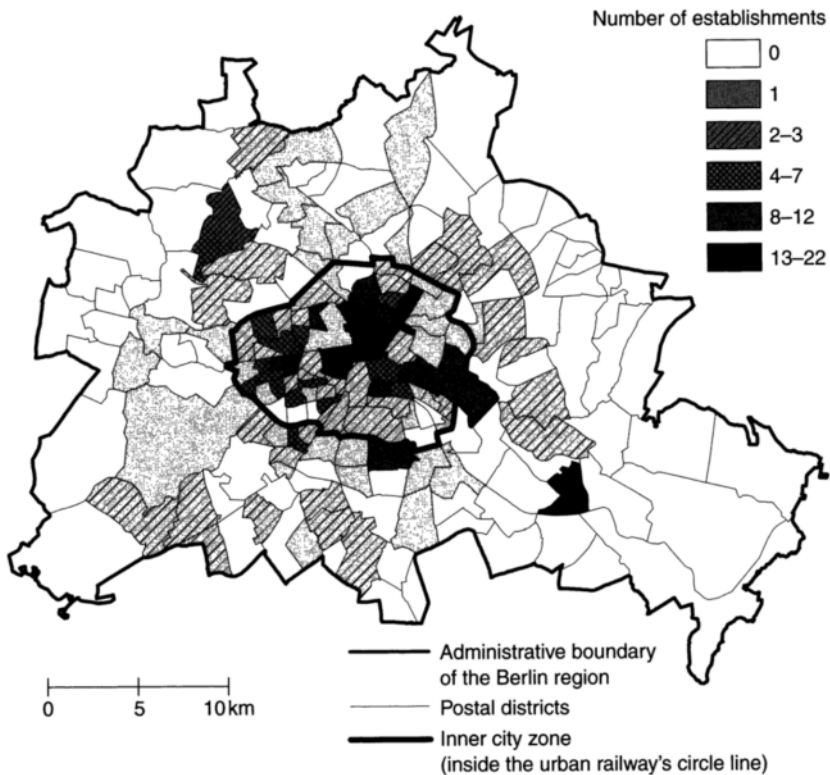 Number of establishments
0
1
2–3
4–7
8–12
13–22
Administrative boundary
of the Berlin region
Postal districts
Inner city zone
(inside the urban railway's circle line)
0 5 10 km